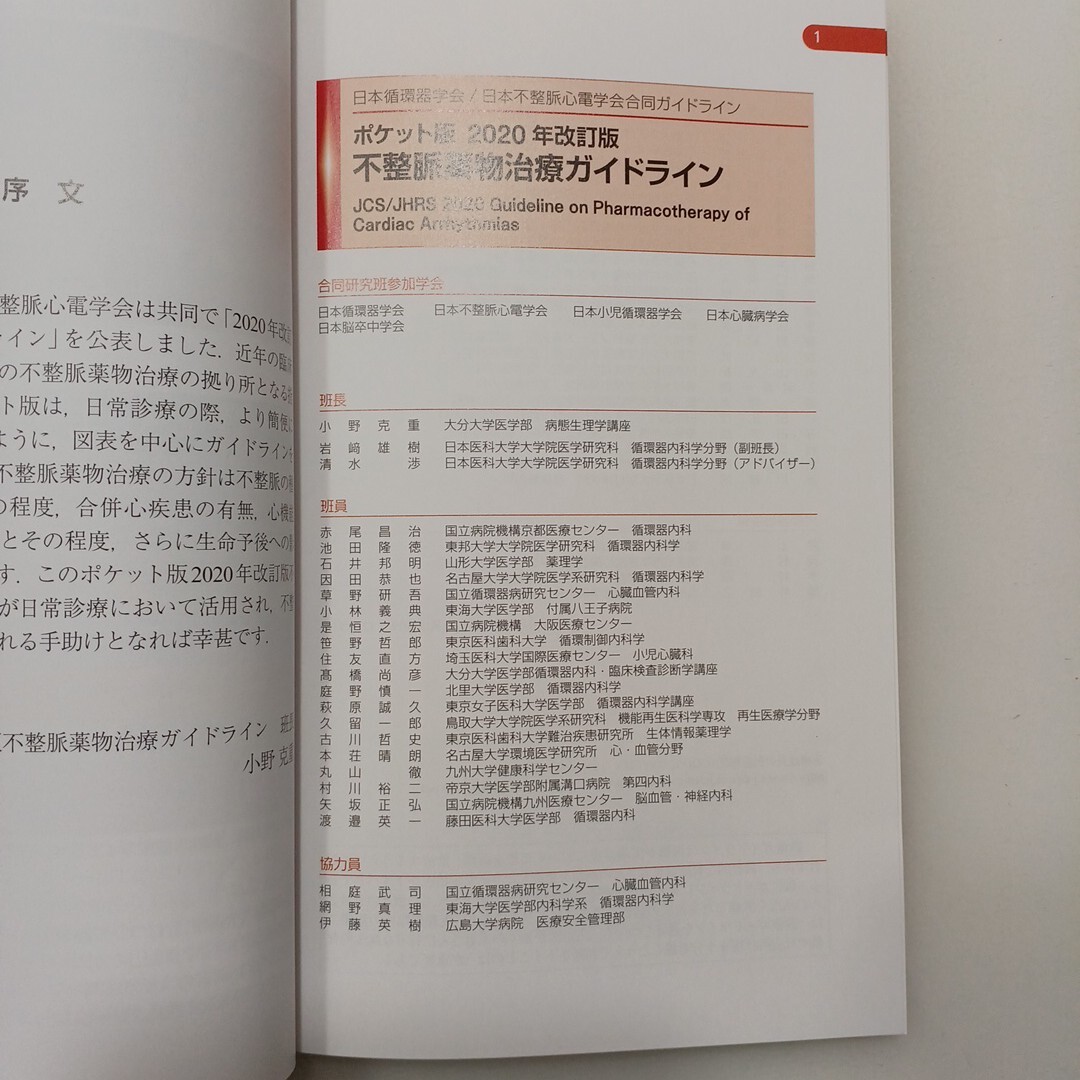 序 文
整脈心電学会は共同で「2020年改訂
イン」を公表しました．近年の臨
の不整脈薬物治療の拠り所となる
ト版は，日常診療の際，より簡便に
ように，図表を中心にガイドラインを
不整脈薬物治療の方針は不整脈の
の程度，合併心疾患の有無，心機
とその程度，さらに生命予後への
す．このポケット版2020年改訂版
が日常診療において活用され，不
れる手助けとなれば幸甚です．
不整脈薬物治療ガイドライン 班長
小野 克
1
日本循環器学会 / 日本不整脈心電学会合同ガイドライン
ポケット版 2020年改訂版
不整脈薬物治療ガイドライン
JCS/JHRS 2020 Guideline on Pharmacotherapy of
Cardiac Arrhythmias
合同研究班参加学会
日本循環器学会 日本不整脈心電学会 日本小児循環器学会 日本心臓病学会
日本脳卒中学会
班長
小野克重 大分大学医学部 病態生理学講座
岩﨑雄樹 日本医科大学大学院医学研究科 循環器内科学分野（副班長）
清水渉 日本医科大学大学院医学研究科 循環器内科学分野（アドバイザー）
班員
赤尾昌治 国立病院機構京都医療センター 循環器内科
池田隆徳 東邦大学大学院医学研究科 循環器内科学
石井邦明 山形大学医学部 薬理学
因田恭也 名古屋大学大学院医学系研究科 循環器内科学
草野研吾 国立循環器病研究センター 心臓血管内科
小林義典 東海大学医学部 付属八王子病院
是恒之宏 国立病院機構 大阪医療センター
笹野哲郎 東京医科歯科大学 循環制御内科学
住友直方 埼玉医科大学国際医療センター 小児心臓科
髙橋尚彦 大分大学医学部循環器内科・臨床検査診断学講座
庭野慎一 北里大学医学部 循環器内科学
萩原誠久 東京女子医科大学医学部 循環器内科学講座
久留一郎 鳥取大学大学院医学系研究科 機能再生医科学専攻 再生医療学分野
古川哲史 東京医科歯科大学難治疾患研究所 生体情報薬理学
本荘晴朗 名古屋大学環境医学研究所 心・血管分野
丸山徹 九州大学健康科学センター
村川裕二 帝京大学医学部附属溝口病院 第四内科
矢坂正弘 国立病院機構九州医療センター 脳血管・神経内科
渡邉英一 藤田医科大学医学部 循環器内科
協力員
相庭武司 国立循環器病研究センター 心臓血管内科
網野真理 東海大学医学部内科学系 循環器内科学
伊藤英樹 広島大学病院 医療安全管理部